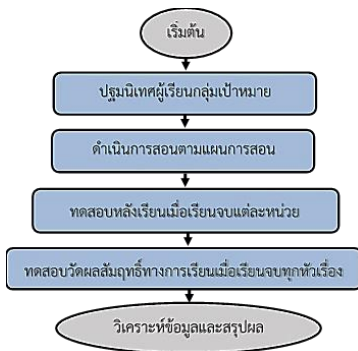 เริ่มต้น
ปฐมนิเทศผู้เรียนกลุ่มเป้าหมาย
ดำเนินการสอนตามแผนการสอน
ทดสอบหลังเรียนเมื่อเรียนจบแต่ละหน่วย
ทดสอบวัดผลสัมฤทธิ์ทางการเรียนเมื่อเรียนจบทุกหัวเรื่อง
วิเคราะห์ข้อมูลและสรุปผล